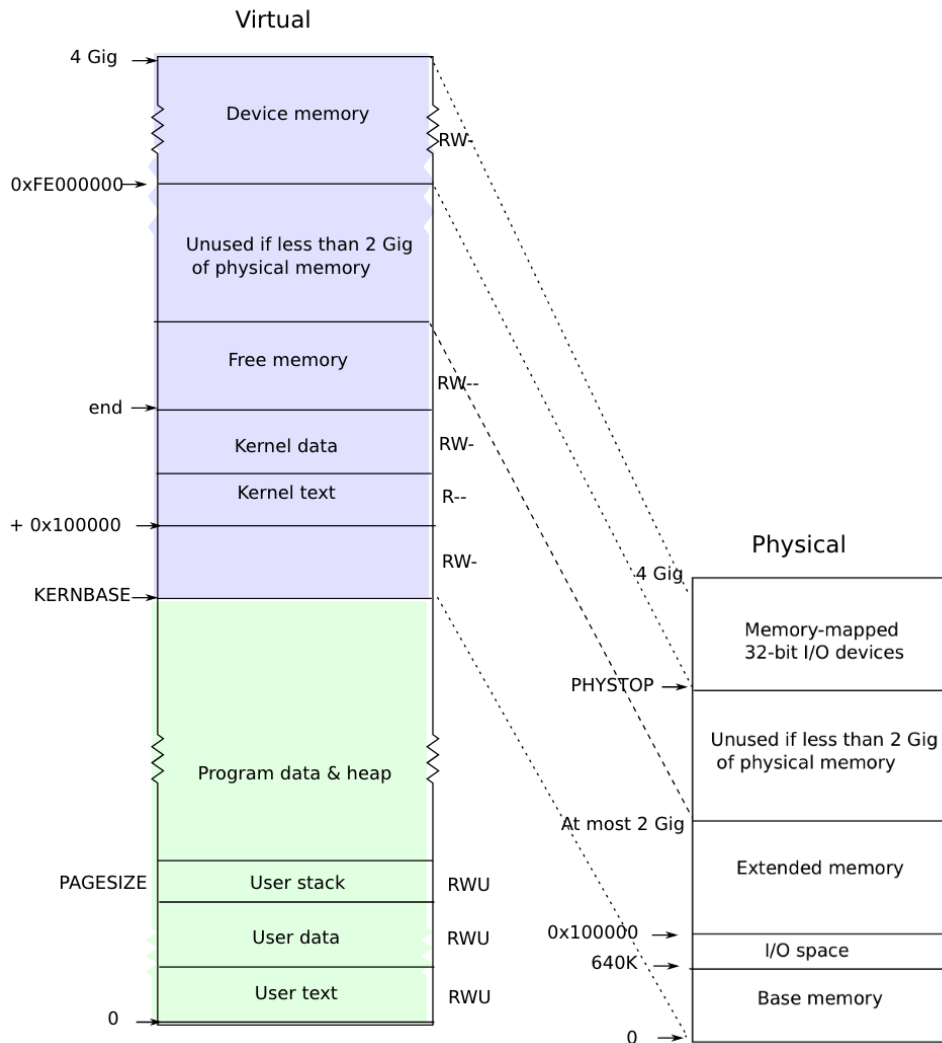 Virtual
4 Gig
Device memory
RW-
0xFE000000
Unused if less than 2 Gig
of physical memory
Free memory
RW--
end
Kernel data
RW-
Kernel text
R--
+ 0x100000
RW-
KERNBASE
Program data & heap
PAGESIZE
User stack
RWU
User data
RWU
User text
RWU
0
Physical
4 Gig
Memory-mapped
32-bit I/O devices
PHYSTOP
Unused if less than 2 Gig
of physical memory
At most 2 Gig
Extended memory
0x100000
I/O space
640K
Base memory
0